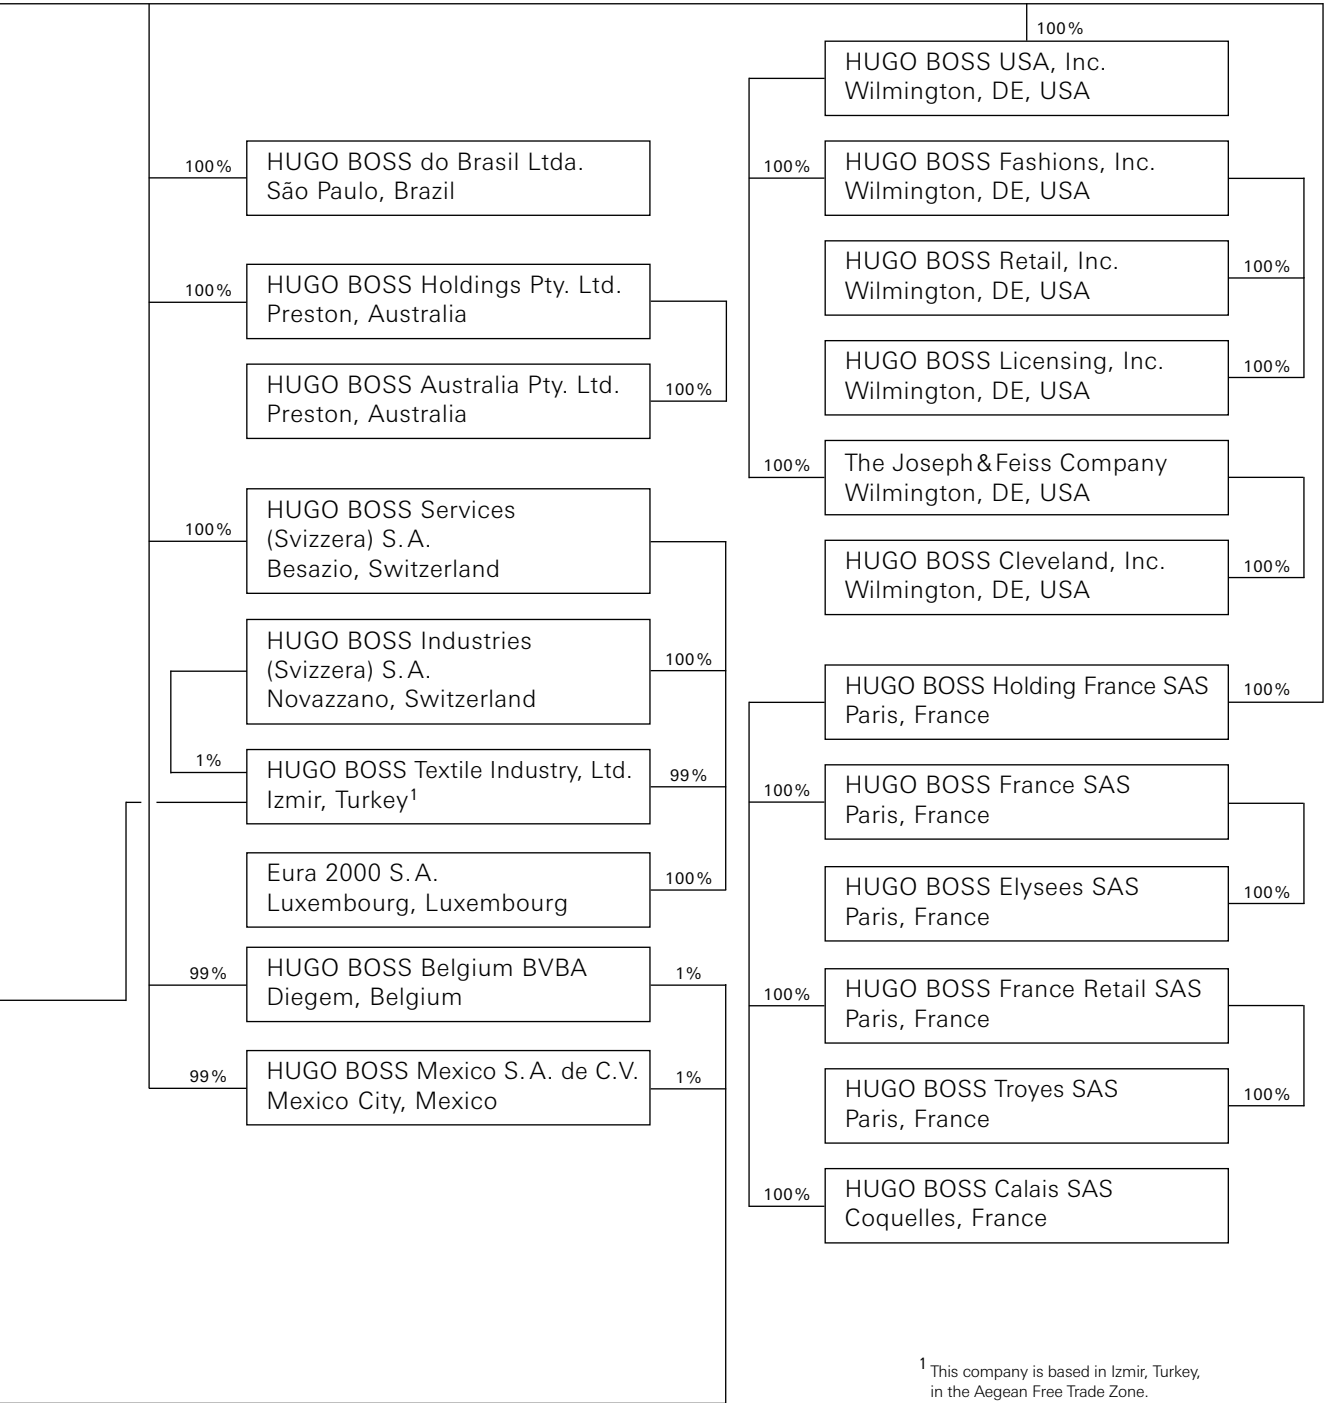 100%
HUGO BOSS USA, Inc.
Wilmington, DE, USA
100%
HUGO BOSS do Brasil Ltda.
São Paulo, Brazil
100%
HUGO BOSS Fashions, Inc.
Wilmington, DE, USA
100%
HUGO BOSS Holdings Pty. Ltd.
Preston, Australia
HUGO BOSS Retail, Inc.
Wilmington, DE, USA
100%
HUGO BOSS Australia Pty. Ltd.
Preston, Australia
100%
HUGO BOSS Licensing, Inc.
Wilmington, DE, USA
100%
100%
The Joseph & Feiss Company
Wilmington, DE, USA
100%
HUGO BOSS Services
(Svizzera) S.A.
Besazio, Switzerland
HUGO BOSS Cleveland, Inc.
Wilmington, DE, USA
100%
HUGO BOSS Industries
(Svizzera) S.A.
Novazzano, Switzerland
100%
HUGO BOSS Holding France SAS
Paris, France
100%
1%
HUGO BOSS Textile Industry, Ltd.
Izmir, Turkey1
99%
100%
HUGO BOSS France SAS
Paris, France
Eura 2000 S.A.
Luxembourg, Luxembourg
100%
HUGO BOSS Elysees SAS
Paris, France
100%
99%
HUGO BOSS Belgium BVBA
Diegem, Belgium
1%
100%
HUGO BOSS France Retail SAS
Paris, France
99%
HUGO BOSS Mexico S.A. de C.V.
Mexico City, Mexico
1%
HUGO BOSS Troyes SAS
Paris, France
100%
100%
HUGO BOSS Calais SAS
Coquelles, France
1 This company is based in Izmir, Turkey,
in the Aegean Free Trade Zone.